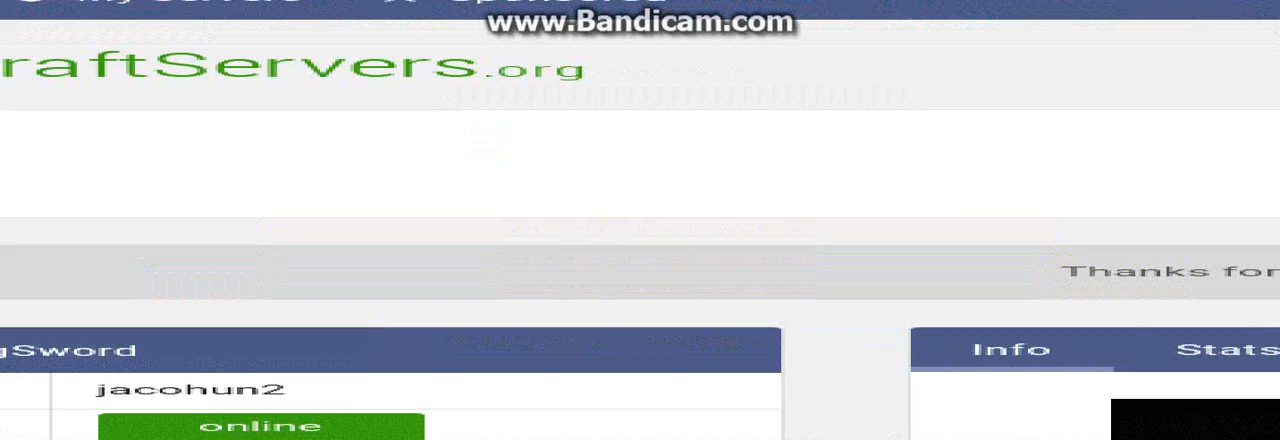 www.Bandicam.com
raftServers.org
Thanks for
gSword
Info Stats
jacohun2
online